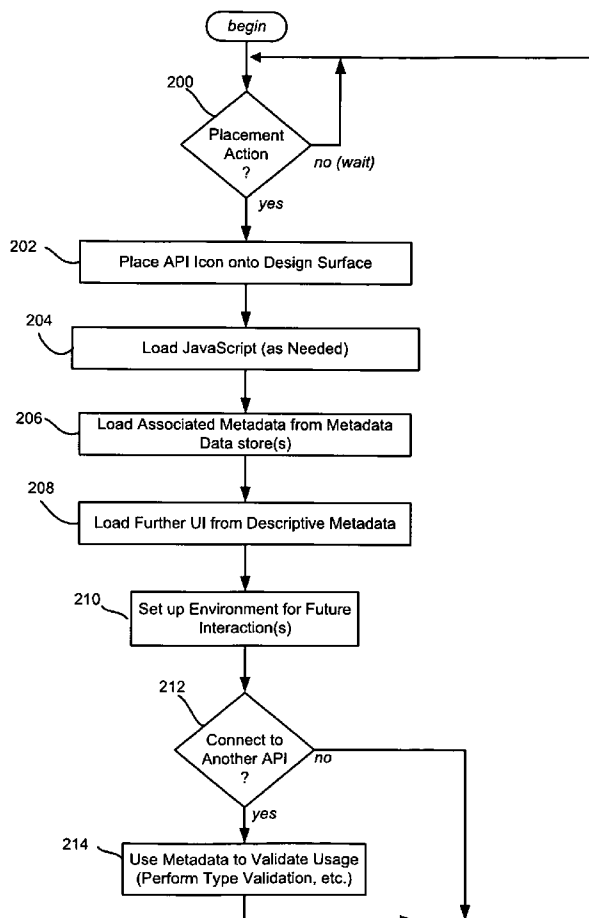 begin
200
Placement
Action
?
no (wait)
yes
202
Place API Icon onto Design Surface
204
Load JavaScript (as Needed)
206
Load Associated Metadata from Metadata
Data store(s)
208
Load Further UI from Descriptive Metadata
210
Set up Environment for Future
Interaction(s)
212
Connect to
Another API
?
no
yes
214
Use Metadata to Validate Usage
(Perform Type Validation, etc.)